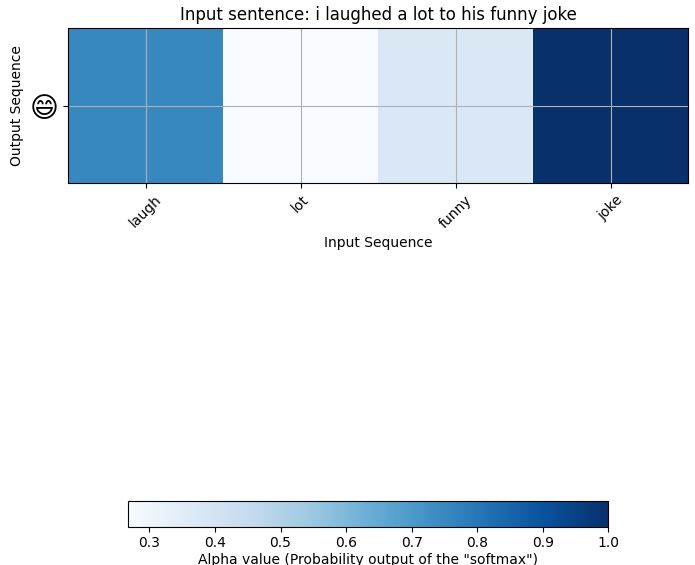 Input sentence: i laughed a lot to his funny joke
Output Sequence
😄
laugh
lot
funny
joke
Input Sequence
0.3 0.4 0.5 0.6 0.7 0.8 0.9 1.0
Alpha value (Probability output of the "softmax")